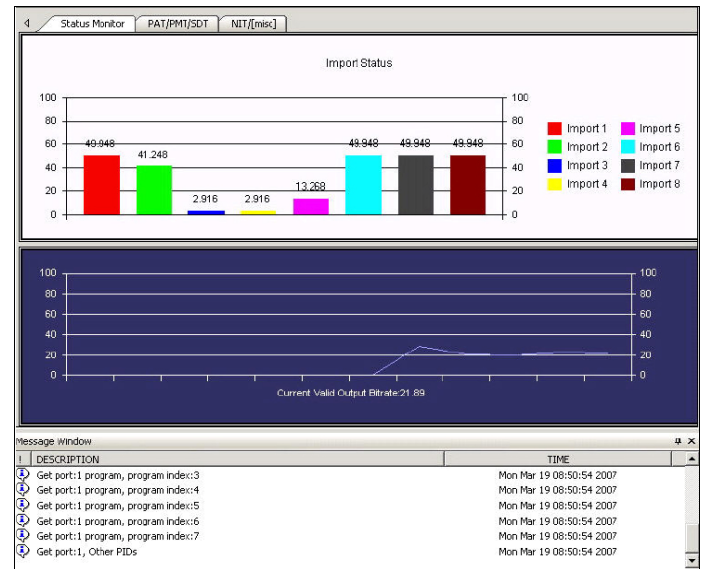 Status Monitor PAT/PMT/SDT NIT/[misc]
Import Status
100 100
80 80
60 60
40 40
20 20
0 0
49.948 41.248 2.916 2.916 13.268 49.948 49.948 49.948
Import 1 Import 5
Import 2 Import 6
Import 3 Import 7
Import 4 Import 8
100 100
80 80
60 60
40 40
20 20
0 0
Current Valid Output Bitrate:21.89
Message Window
! DESCRIPTION TIME
Get port:1 program, program index:3 Mon Mar 19 08:50:54 2007
Get port:1 program, program index:4 Mon Mar 19 08:50:54 2007
Get port:1 program, program index:5 Mon Mar 19 08:50:54 2007
Get port:1 program, program index:6 Mon Mar 19 08:50:54 2007
Get port:1 program, program index:7 Mon Mar 19 08:50:54 2007
Get port:1, Other PIDs Mon Mar 19 08:50:54 2007